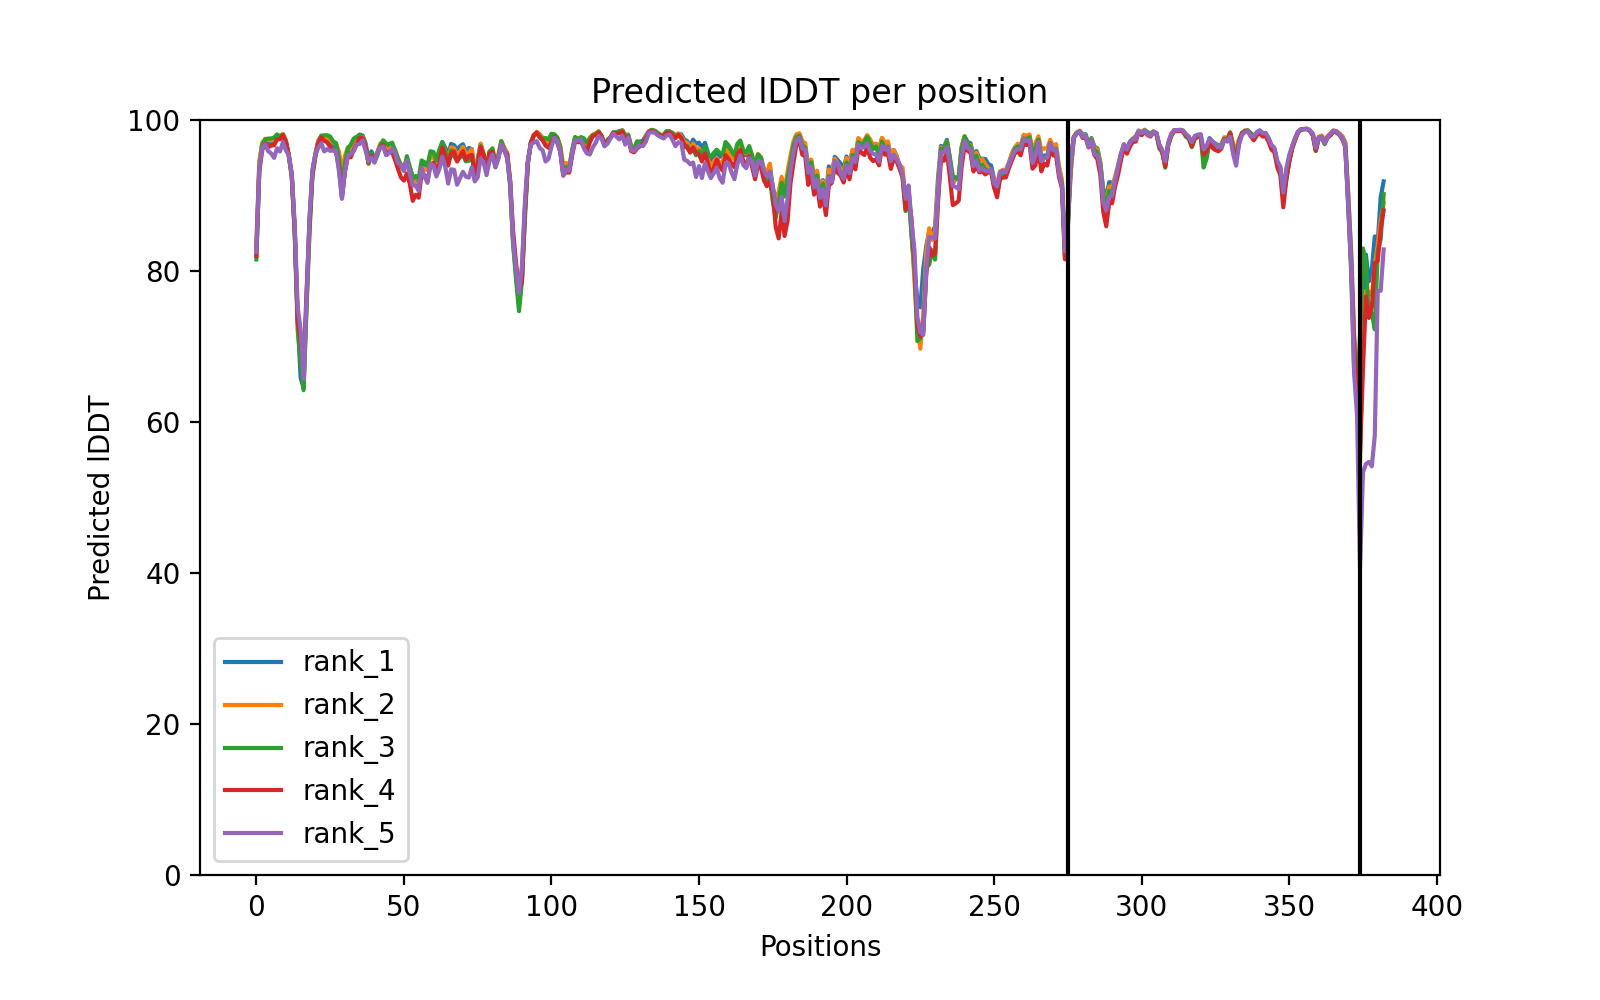 Predicted lDDT per position
100
80
60
40
20
0
Predicted lDDT
rank_1
rank_2
rank_3
rank_4
rank_5
0 50 100 150 200 250 300 350 400
Positions